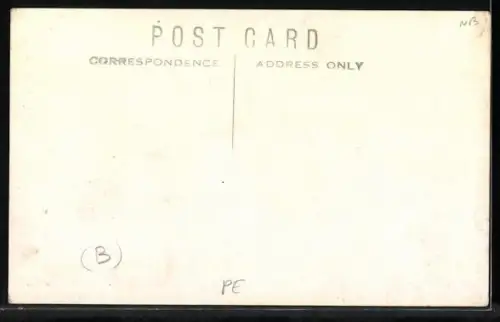 NB
POST CARD
CORRESPONDENCE ADDRESS ONLY
(B)
PE